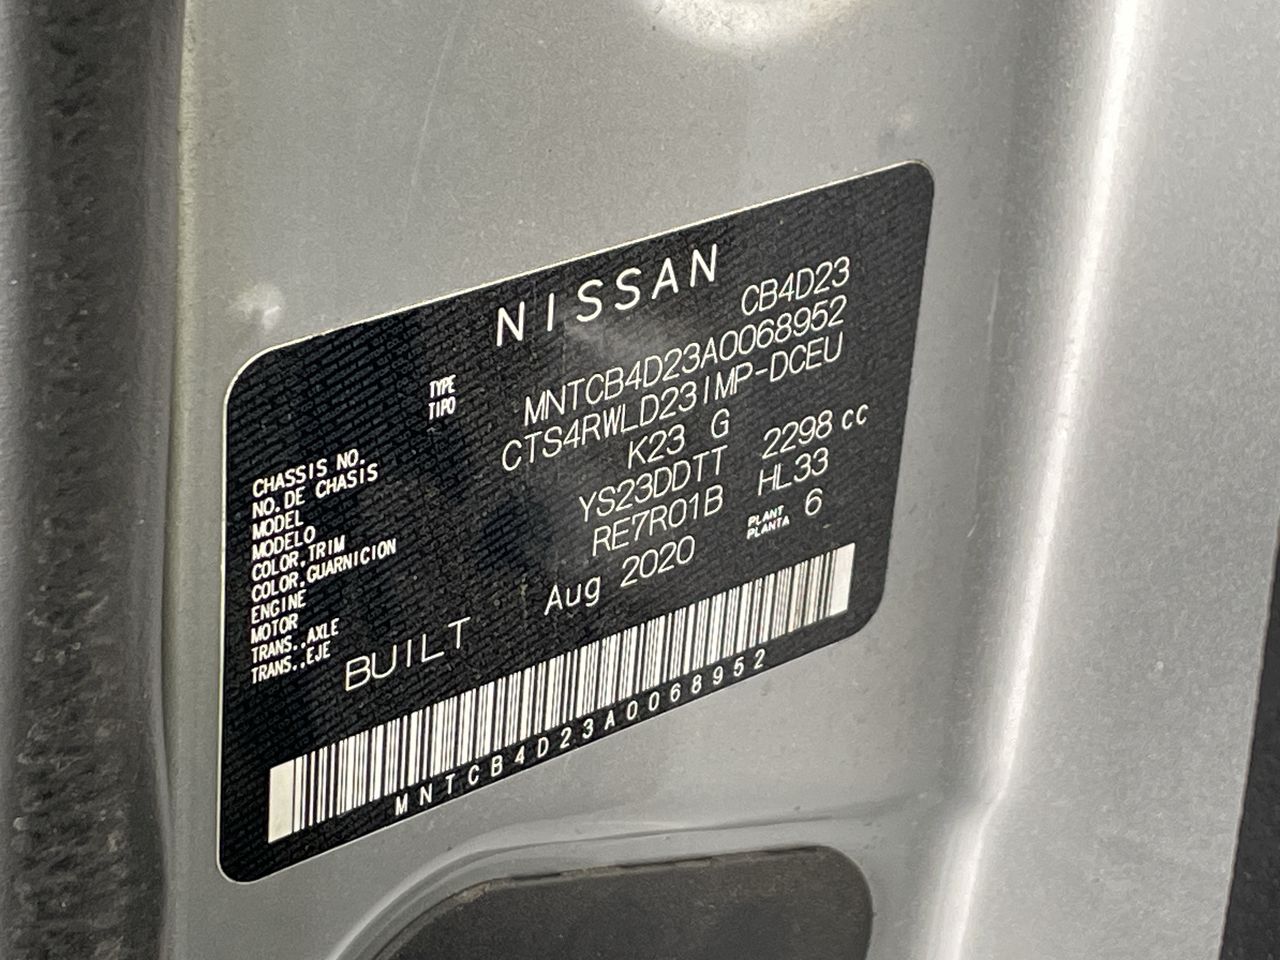 NISSAN
TYPE CB4D23
TIPO
CHASSIS NO. MNTCB4D23A0068952
NO.DE CHASIS
MODEL CTS4RWLD23IMP-DCEU
MODELO
COLOR,TRIM K23 G
COLOR,GUARNICION
ENGINE YS23DDTT 2298 cc
MOTOR
TRANS.,AXLE RE7R01B HL33
TRANS.,EJE
PLANT 6
PLANTA
BUILT Aug 2020
MNTCB4D23A0068952